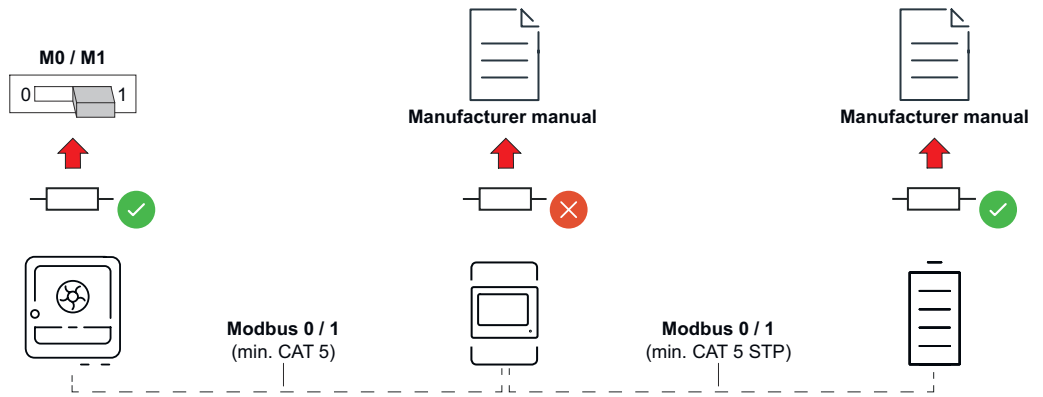 M0 / M1
0 1
Manufacturer manual
Manufacturer manual
Modbus 0 / 1
(min. CAT 5)
Modbus 0 / 1
(min. CAT 5 STP)